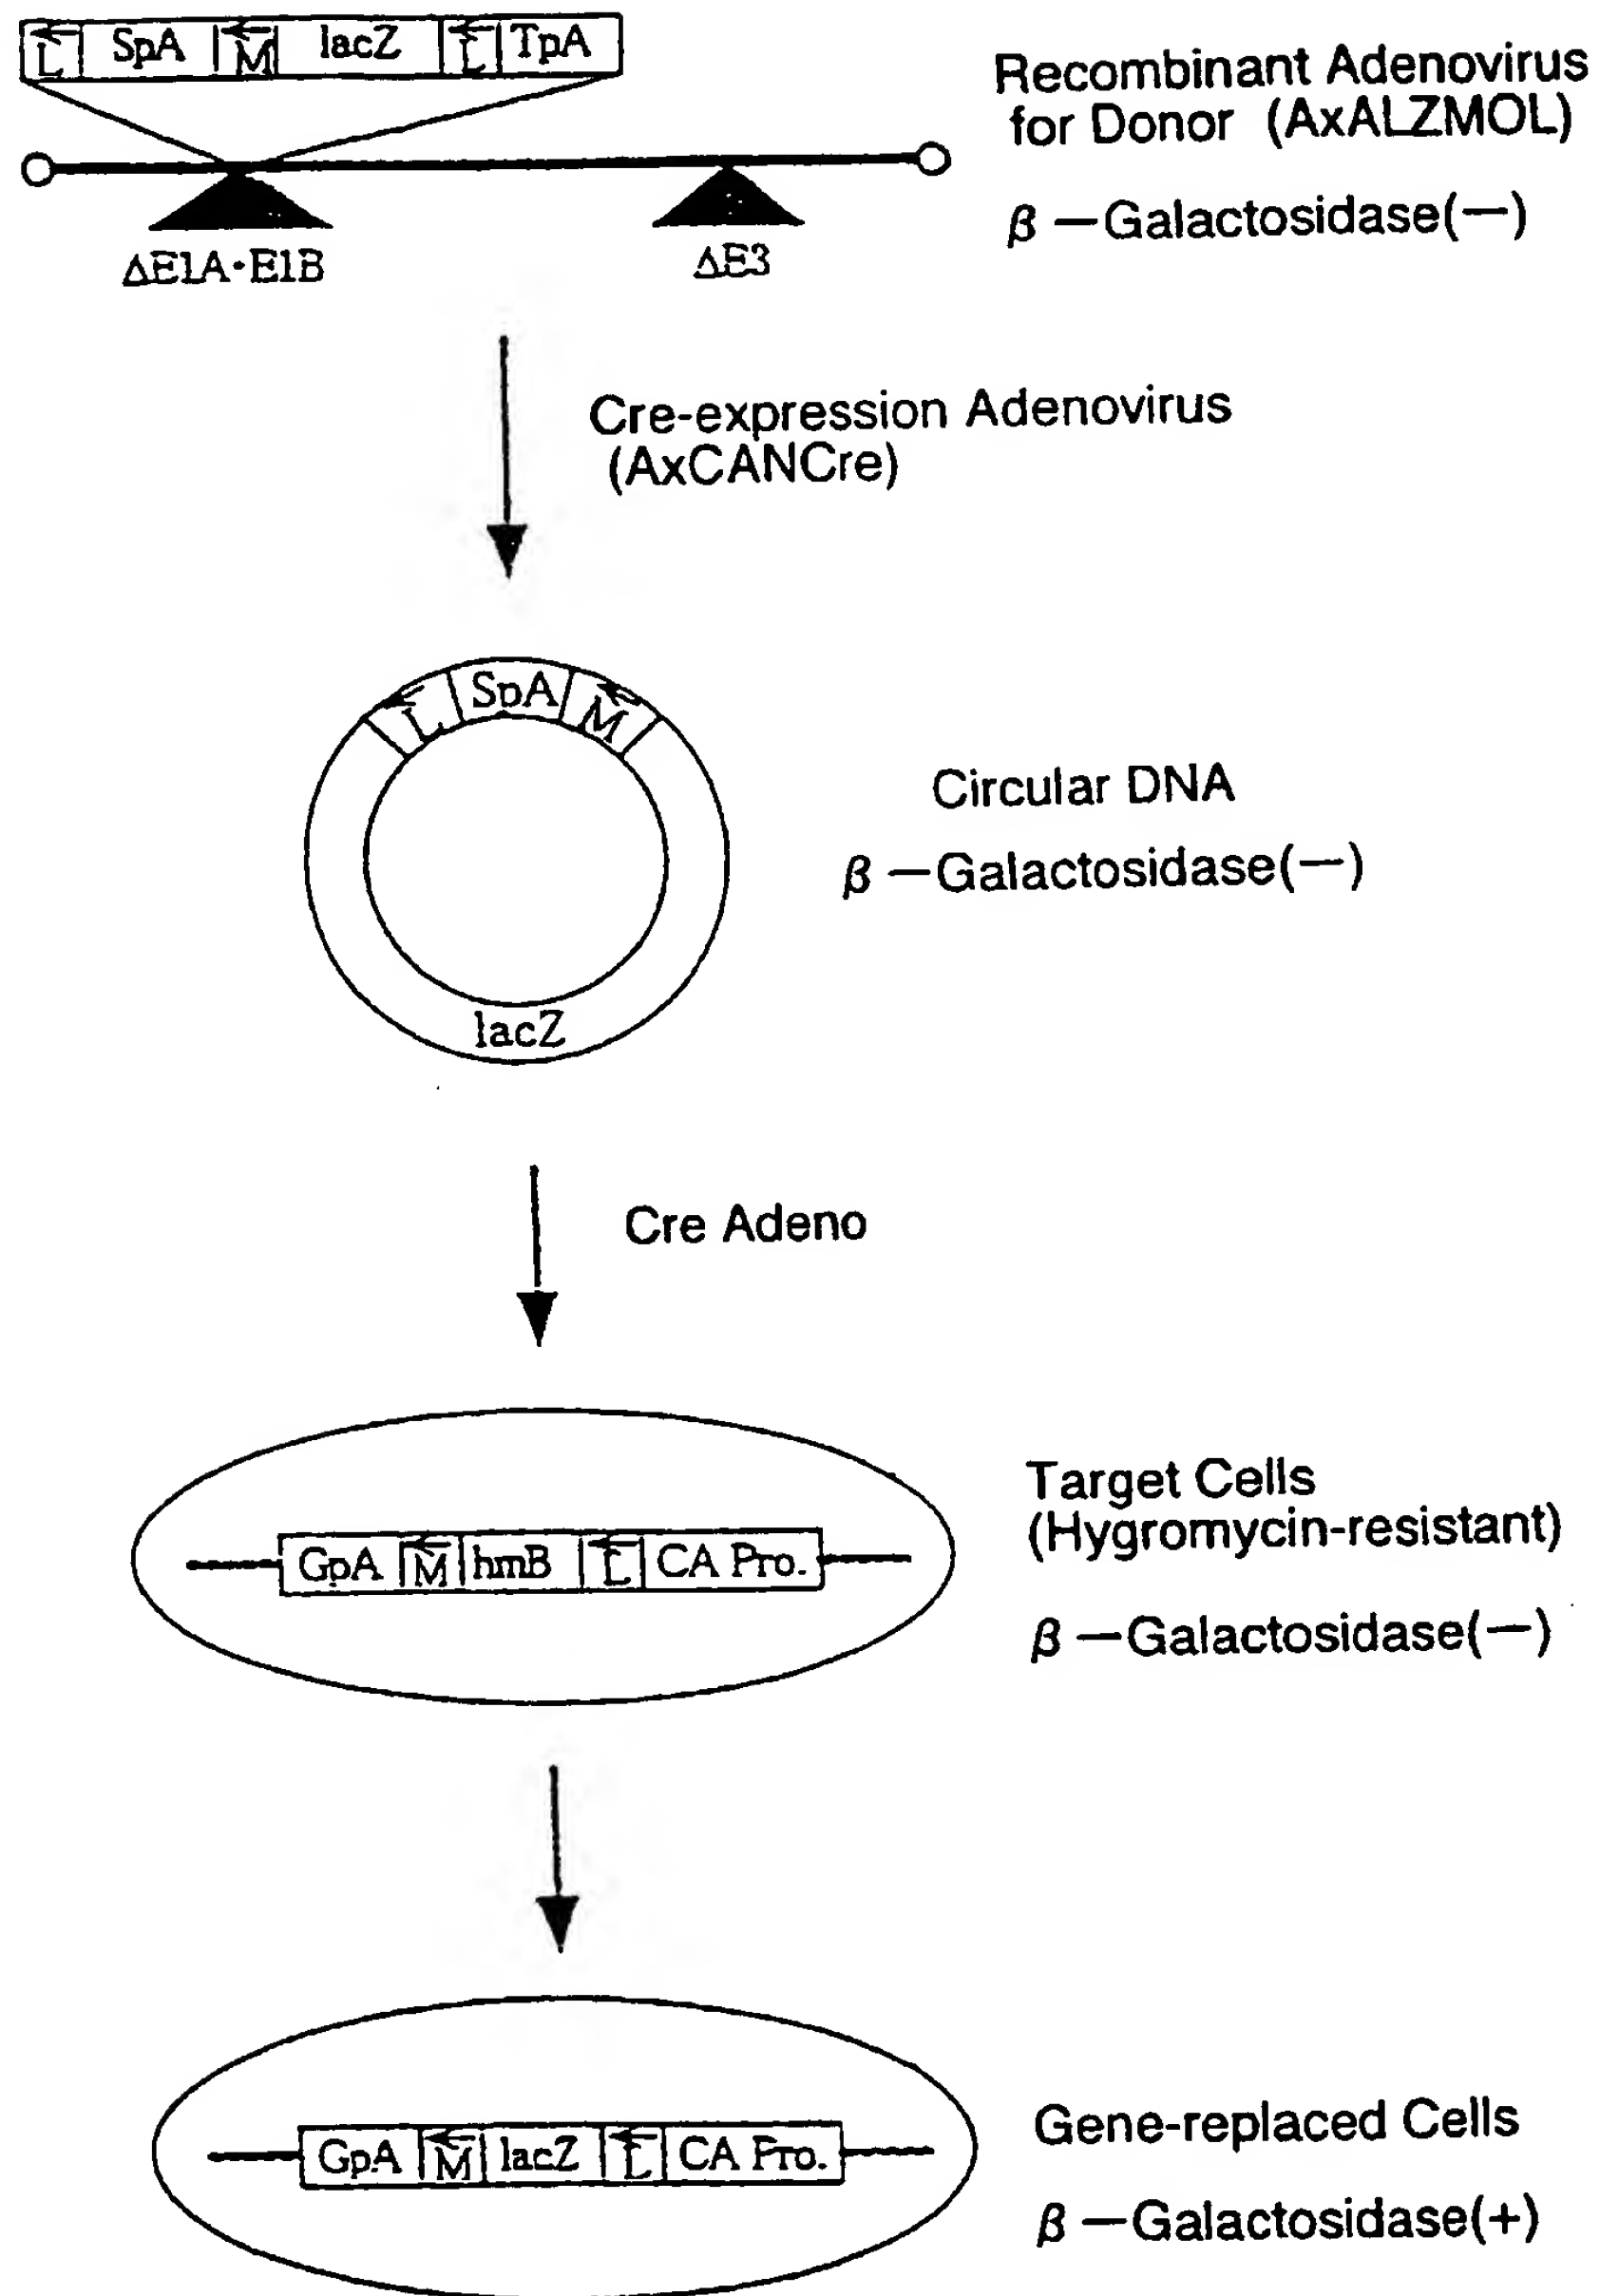 L SpA M lacZ L TpA
Recombinant Adenovirus
for Donor (AxALZMOL)
β —Galactosidase(—)
ΔE1A・E1B
ΔE3
Cre-expression Adenovirus
(AxCANCre)
L SpA M
lacZ
Circular DNA
β —Galactosidase(—)
Cre Adeno
GpA M hmB L CA Pro.
Target Cells
(Hygromycin-resistant)
β —Galactosidase(—)
GpA M lacZ L CA Pro.
Gene-replaced Cells
β —Galactosidase(+)